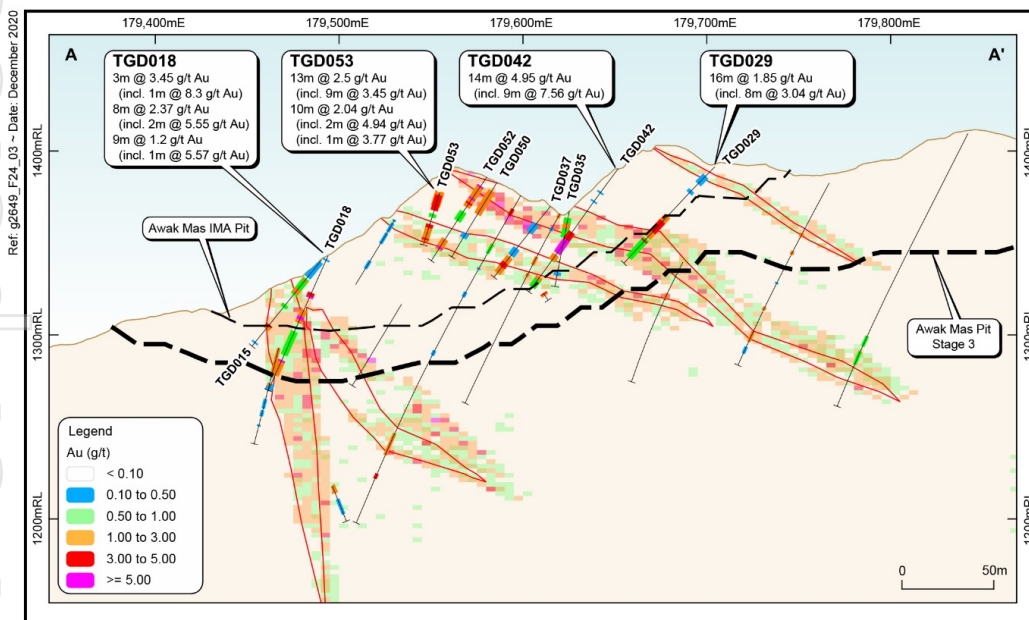 179,400mE
179,500mE
179,600mE
179,700mE
179,800mE
Ref: g2649_F24_03 ~ Date: December 2020
A
A'
TGD018
3m @ 3.45 g/t Au
(incl. 1m @ 8.3 g/t Au)
8m @ 2.37 g/t Au
(incl. 2m @ 5.55 g/t Au)
9m @ 1.2 g/t Au
(incl. 1m @ 5.57 g/t Au)
TGD053
13m @ 2.5 g/t Au
(incl. 9m @ 3.45 g/t Au)
10m @ 2.04 g/t Au
(incl. 2m @ 4.94 g/t Au)
(incl. 1m @ 3.77 g/t Au)
TGD042
14m @ 4.95 g/t Au
(incl. 9m @ 7.56 g/t Au)
TGD029
16m @ 1.85 g/t Au
(incl. 8m @ 3.04 g/t Au)
1400mRL
1400mRL
TGD053
TGD052
TGD050
TGD037
TGD035
TGD042
TGD029
Awak Mas IMA Pit
TGD018
TGD015
1300mRL
1300mRL
Awak Mas Pit
Stage 3
1200mRL
1200mRL
Legend
Au (g/t)
< 0.10
0.10 to 0.50
0.50 to 1.00
1.00 to 3.00
3.00 to 5.00
>= 5.00
0
50m